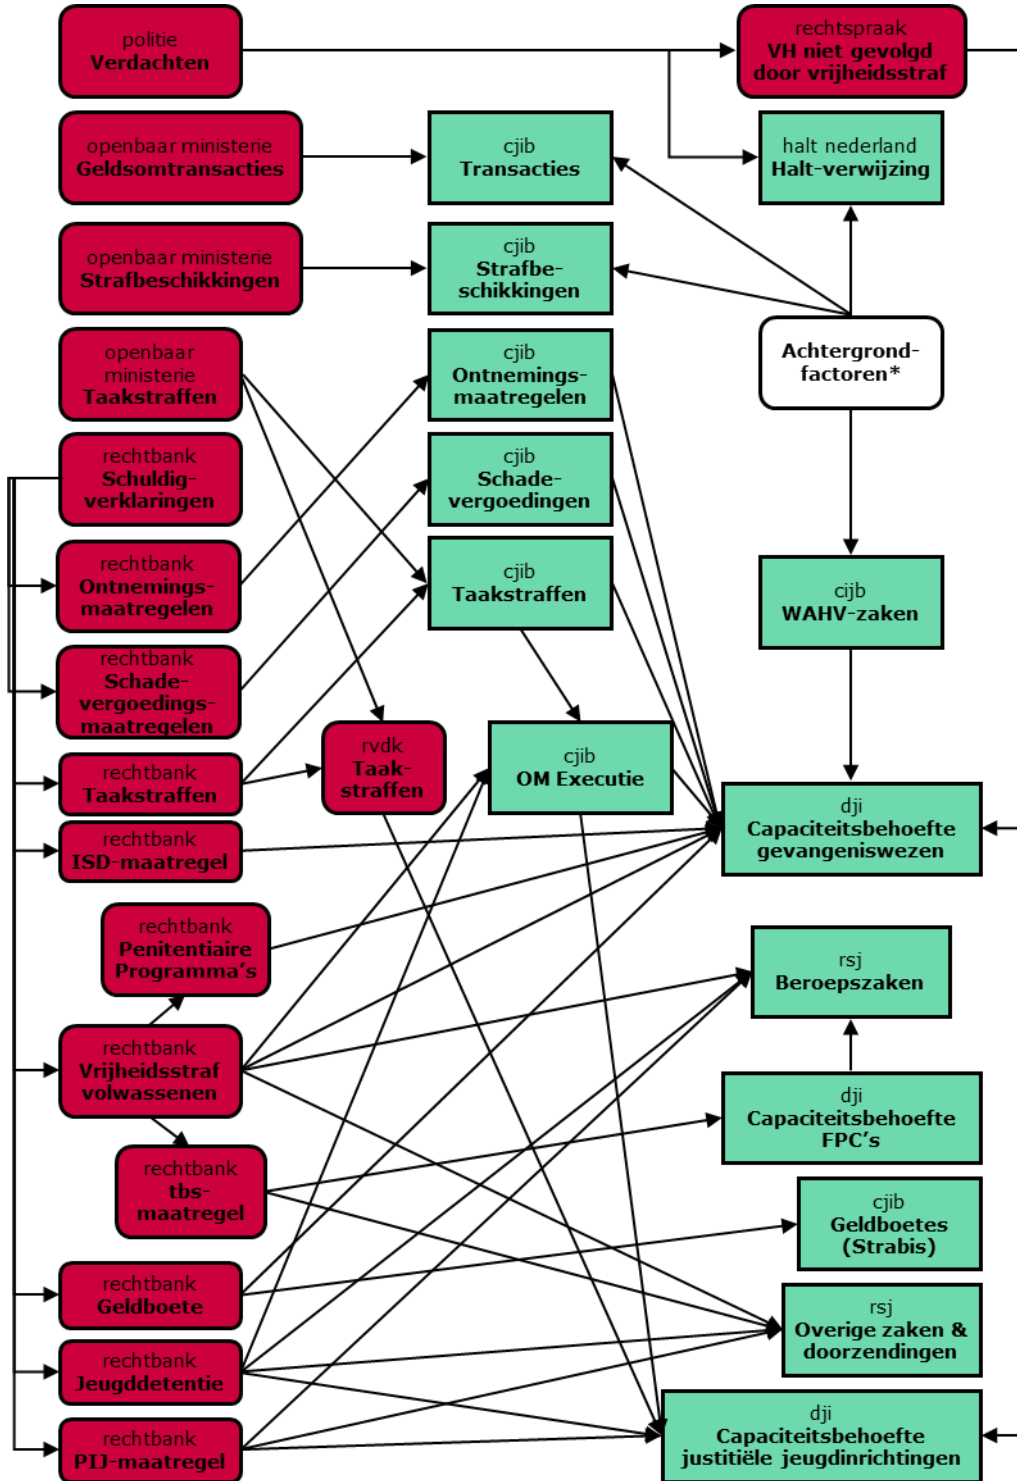 politie
Verdachten
rechtspraak
VH niet gevolgd
door vrijheidsstraf
openbaar ministerie
Geldsomtransacties
cjib
Transacties
halt nederland
Halt-verwijzing
openbaar ministerie
Strafbeschikkingen
cjib
Strafbe-
schikkingen
openbaar
ministerie
Taakstraffen
cjib
Ontnemings-
maatregelen
Achtergrond-
factoren*
rechtbank
Schuldig-
verklaringen
cjib
Schade-
vergoedingen
rechtbank
Ontnemings-
maatregelen
cjib
Taakstraffen
cijb
WAHV-zaken
rechtbank
Schade-
vergoedings-
maatregelen
rechtbank
Taakstraffen
rvdk
Taak-
straffen
cjib
OM Executie
dji
Capaciteitsbehoefte
gevangeniswezen
rechtbank
ISD-maatregel
rechtbank
Penitentiaire
Programma's
rsj
Beroepszaken
rechtbank
Vrijheidsstraf
volwassenen
dji
Capaciteitsbehoefte
FPC's
rechtbank
tbs-
maatregel
cjib
Geldboetes
(Strabis)
rechtbank
Geldboete
rsj
Overige zaken &
doorzendingen
rechtbank
Jeugddetentie
rechtbank
PIJ-maatregel
dji
Capaciteitsbehoefte
justitiële jeugdinrichtingen